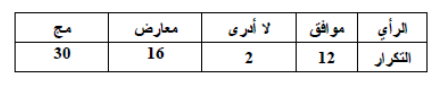 الرأي موافق لا أدرى معارض مج
التكرار 12 2 16 30